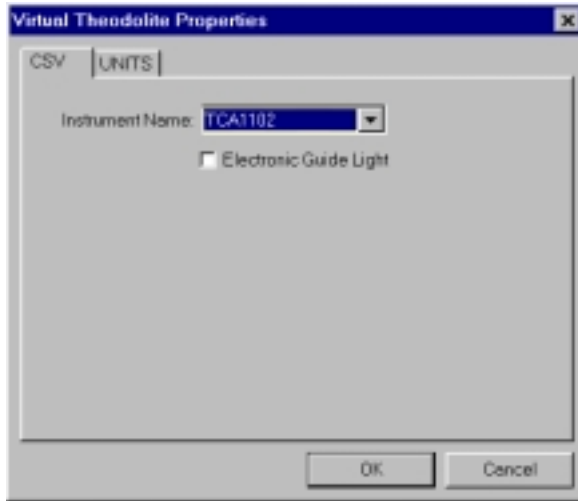 Virtual Theodolite Properties
CSV UNITS
Instrument Name: TCA1102
Electronic Guide Light
OK Cancel